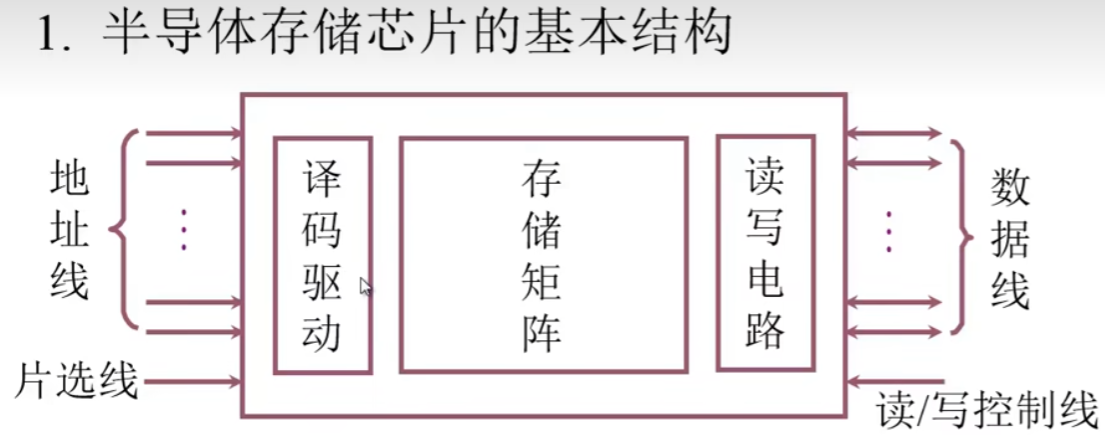 1. 半导体存储芯片的基本结构
地址线
译码驱动
存储矩阵
读写电路
数据线
片选线
读/写控制线